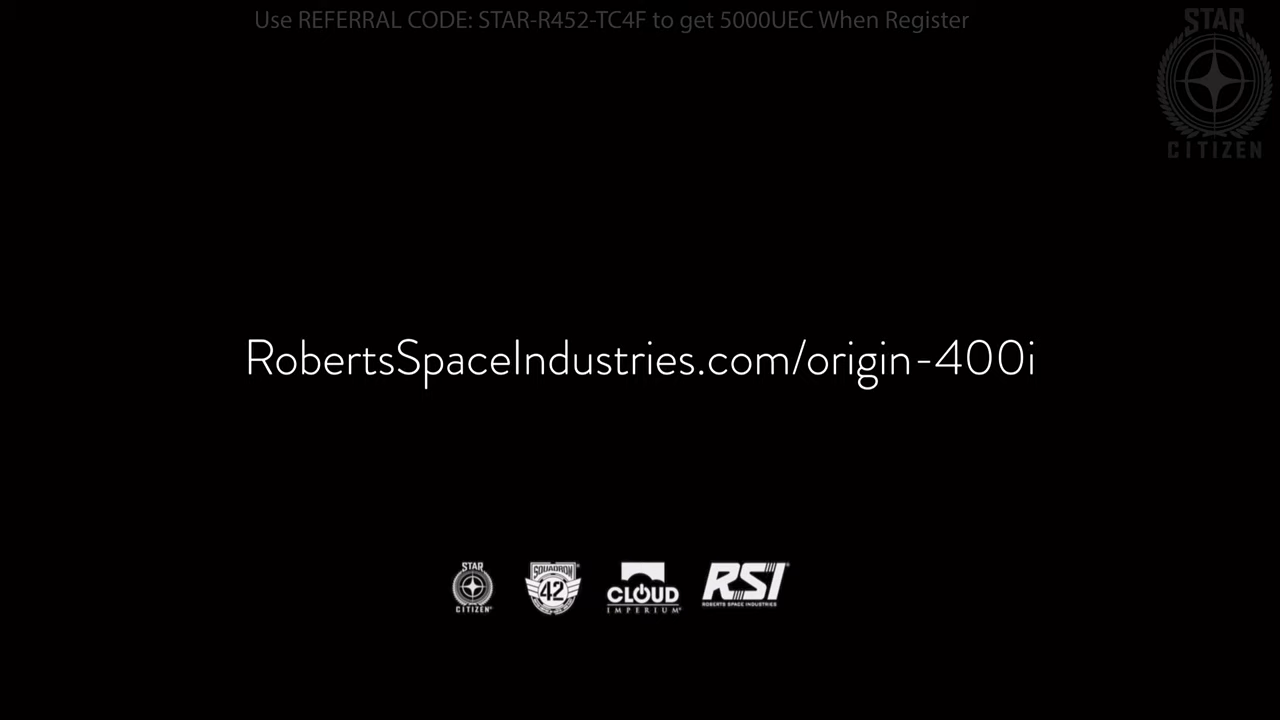 Use REFERRAL CODE: STAR-R452-TC4F to get 5000UEC When Register
STAR
CITIZEN
RobertsSpaceIndustries.com/origin-400i
STAR
CITIZEN®
SQUADRON
42
CLOUD
IMPERIUM®
RSI®
ROBERTS SPACE INDUSTRIES